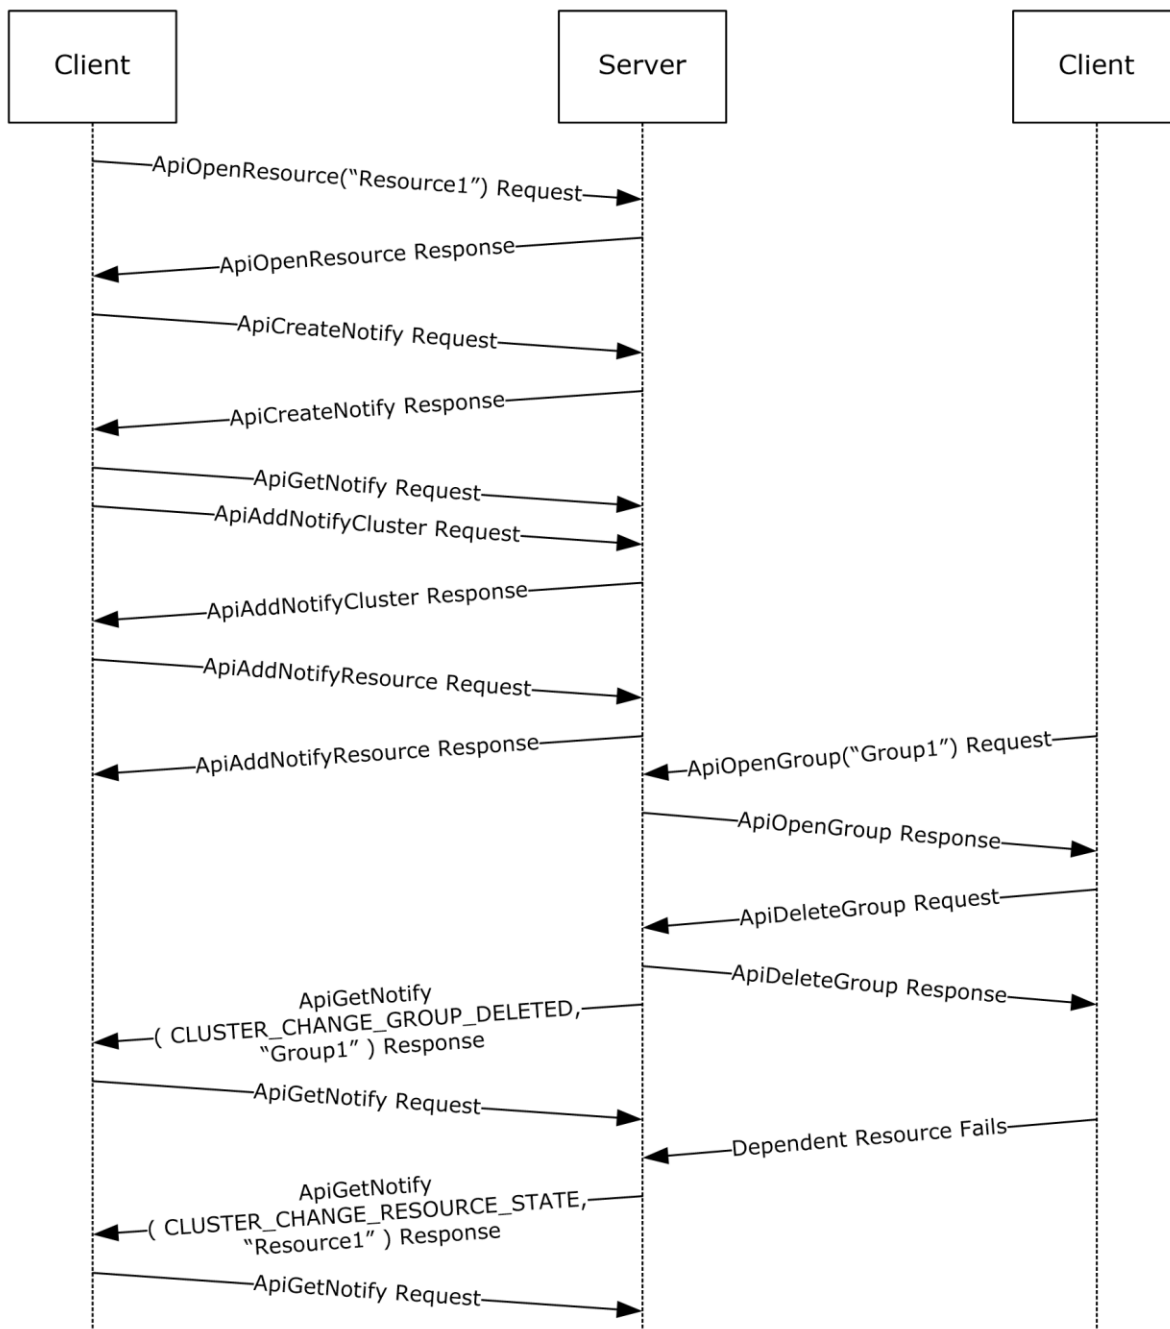 Client
Server
Client
ApiOpenResource(“Resource1”) Request
ApiOpenResource Response
ApiCreateNotify Request
ApiCreateNotify Response
ApiGetNotify Request
ApiAddNotifyCluster Request
ApiAddNotifyCluster Response
ApiAddNotifyResource Request
ApiAddNotifyResource Response
ApiOpenGroup(“Group1”) Request
ApiOpenGroup Response
ApiDeleteGroup Request
ApiDeleteGroup Response
ApiGetNotify
( CLUSTER_CHANGE_GROUP_DELETED,
“Group1” ) Response
ApiGetNotify Request
Dependent Resource Fails
ApiGetNotify
( CLUSTER_CHANGE_RESOURCE_STATE,
“Resource1” ) Response
ApiGetNotify Request